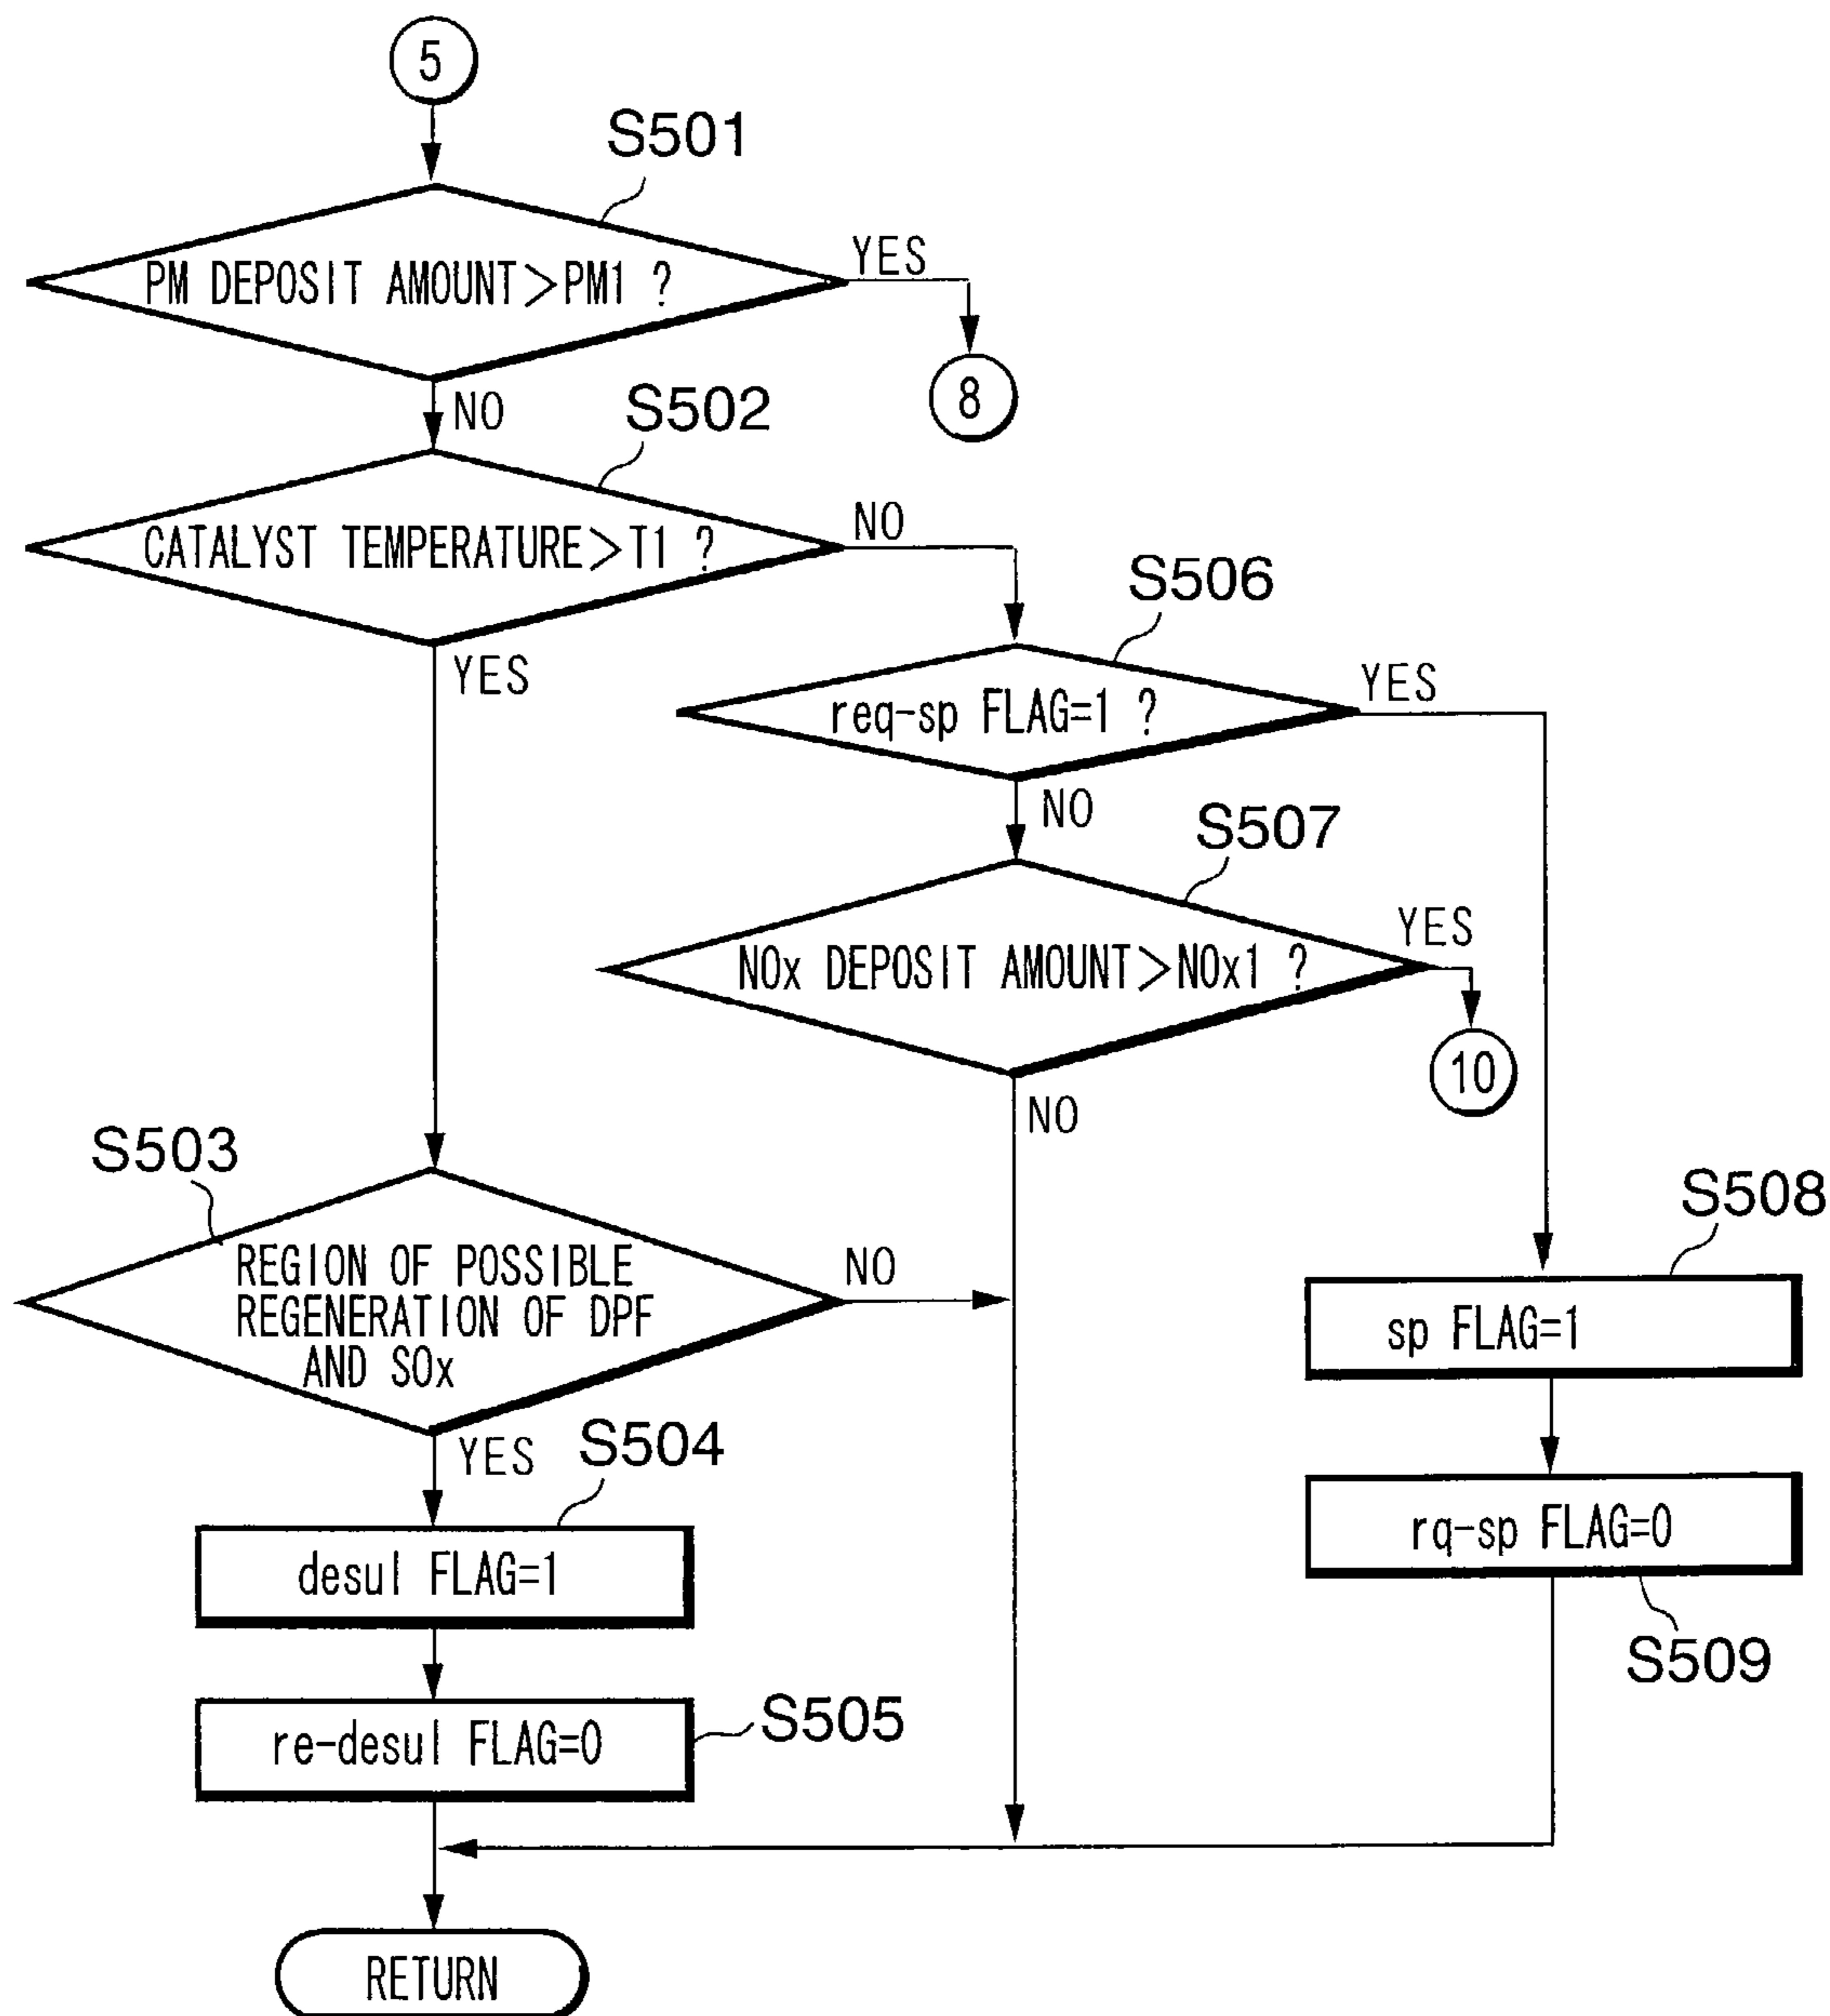 5
S501
PM DEPOSIT AMOUNT>PM1 ?
YES
8
NO
S502
CATALYST TEMPERATURE>T1 ?
NO
YES
S506
req-sp FLAG=1 ?
YES
NO
S507
NOx DEPOSIT AMOUNT>NOx1 ?
YES
10
NO
S503
REGION OF POSSIBLE
REGENERATION OF DPF
AND SOx
NO
YES
S504
desul FLAG=1
S505
re-desul FLAG=0
S508
sp FLAG=1
rq-sp FLAG=0
S509
RETURN